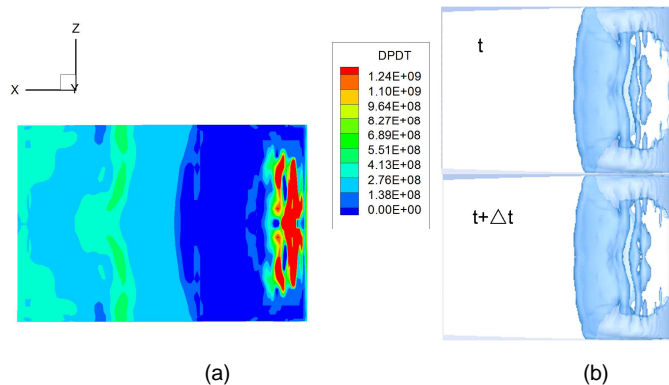 Z
X
Y
DPDT
1.24E+09
1.10E+09
9.64E+08
8.27E+08
6.89E+08
5.51E+08
4.13E+08
2.76E+08
1.38E+08
0.00E+00
t
t+△t
(a)
(b)